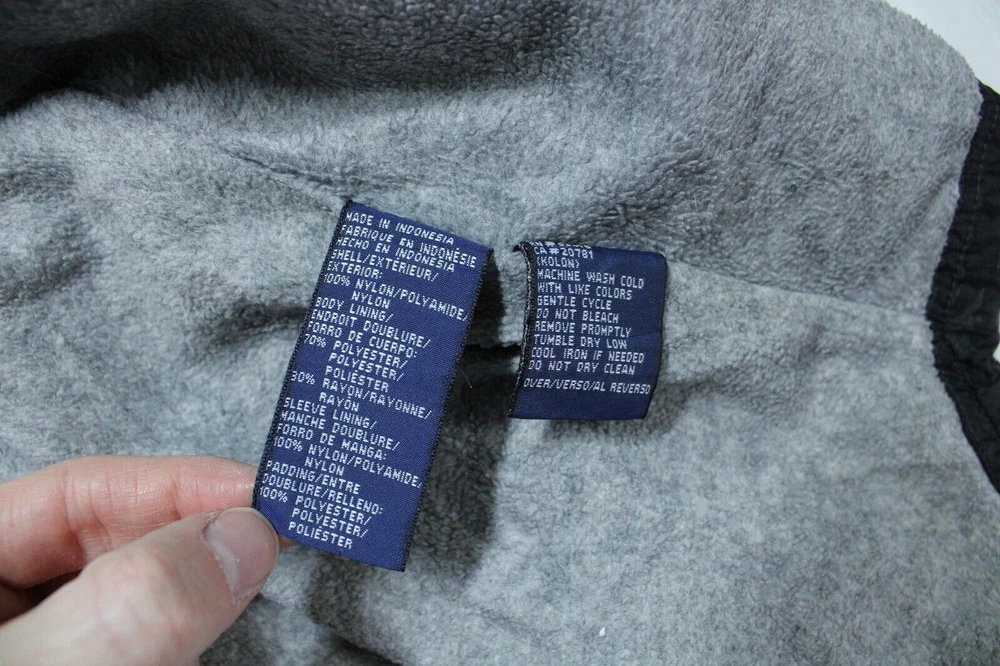 MADE IN INDONESIA
FABRIQUE EN INDONÉSIE
HECHO EN INDONESIA
SHELL/EXTÉRIEUR/
EXTERIOR:
100% NYLON/POLYAMIDE/
NYLON
BODY LINING/
ENDROIT DOUBLURE/
FORRO DE CUERPO:
70% POLYESTER/
POLYESTER/
POLIÉSTER
30% RAYON/RAYONNE/
RAYÓN
SLEEVE LINING/
MANCHE DOUBLURE/
FORRO DE MANGA:
100% NYLON/POLYAMIDE/
NYLON
PADDING/ENTRE
DOUBLURE/RELLENO:
100% POLYESTER/
POLYESTER/
POLIÉSTER
CA#20781
(KOLON)
MACHINE WASH COLD
WITH LIKE COLORS
GENTLE CYCLE
DO NOT BLEACH
REMOVE PROMPTLY
TUMBLE DRY LOW
COOL IRON IF NEEDED
DO NOT DRY CLEAN
OVER/VERSO/AL REVERSO